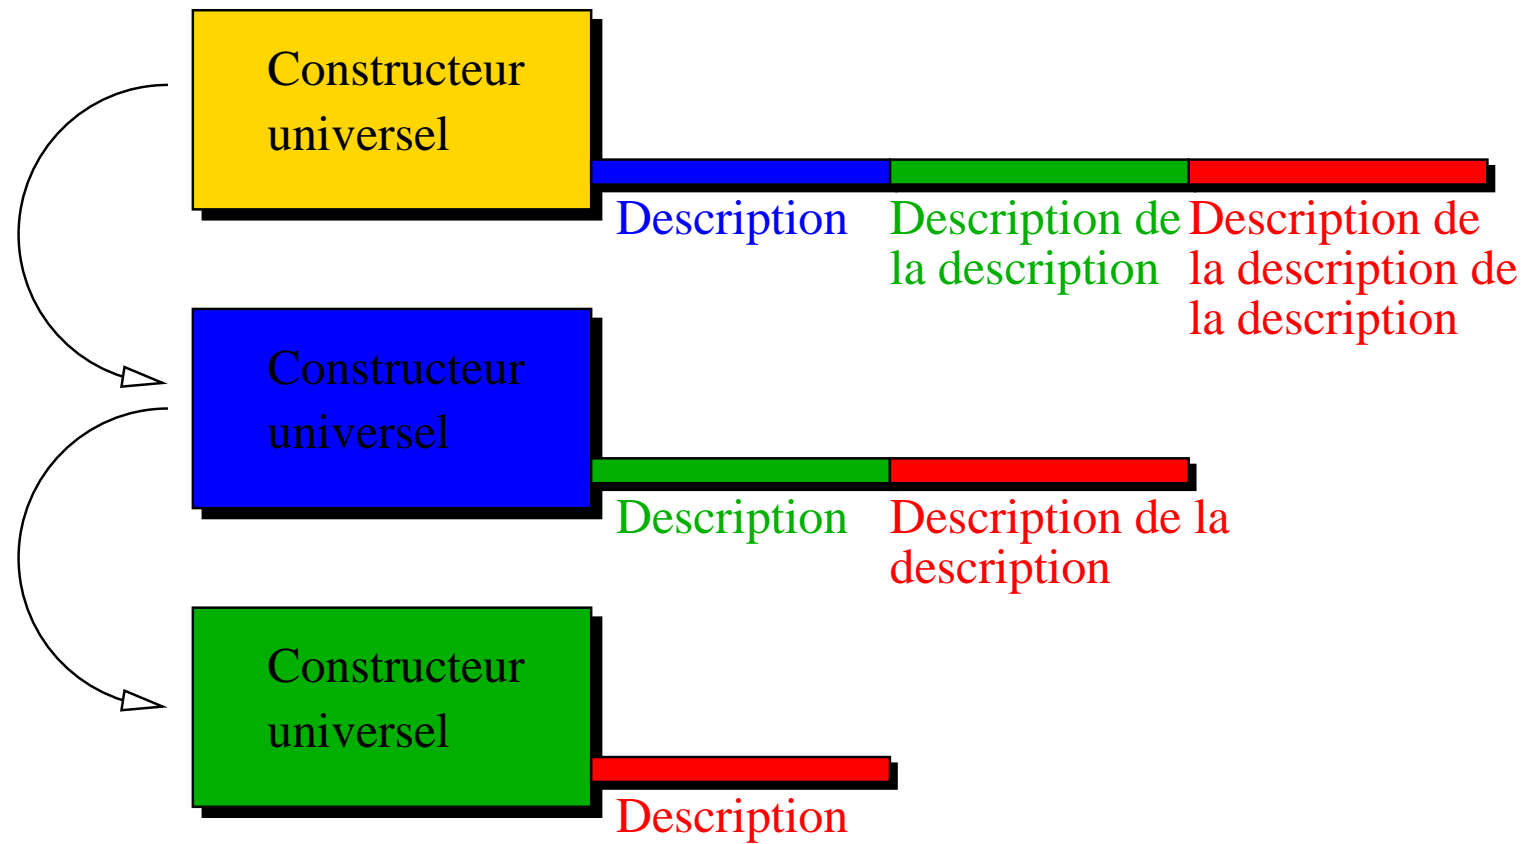 Constructeur
universel
Description
Description de
la description
Description de
la description de
la description
Constructeur
universel
Description
Description de la
description
Constructeur
universel
Description